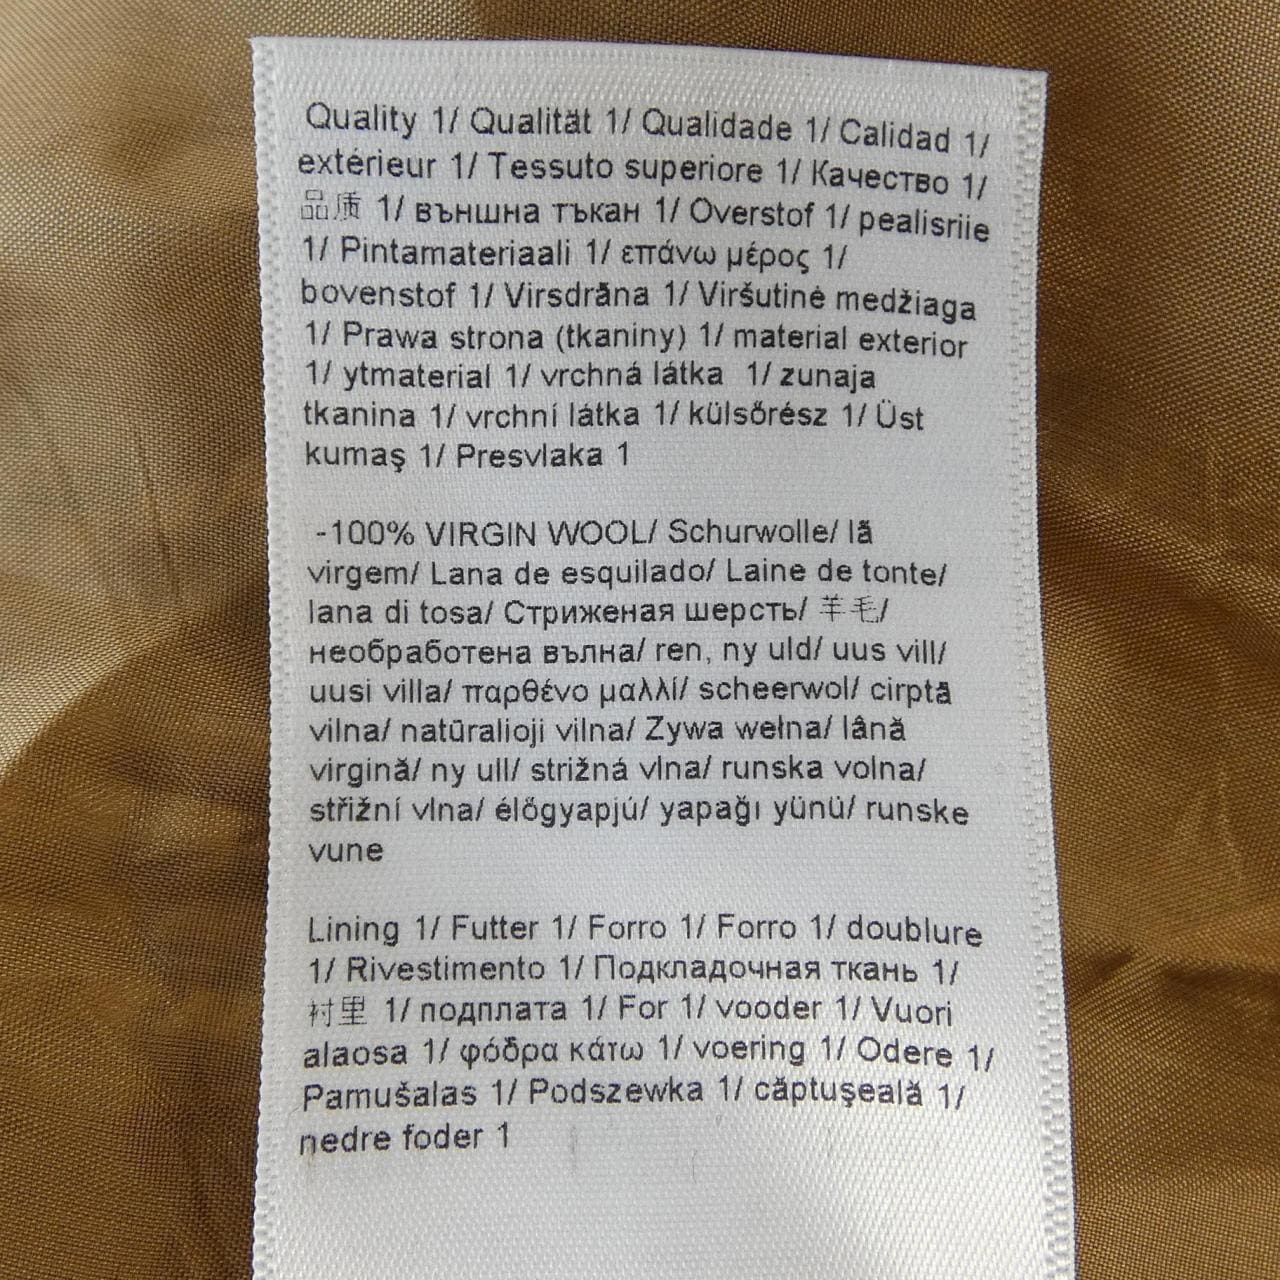 Quality 1/ Qualität 1/ Qualidade 1/ Calidad 1/
extérieur 1/ Tessuto superiore 1/ Качество 1/
品质 1/ външна тъкан 1/ Overstof 1/ pealisriie
1/ Pintamateriaali 1/ επάνω μέρος 1/
bovenstof 1/ Virsdrāna 1/ Viršutinė medžiaga
1/ Prawa strona (tkaniny) 1/ material exterior
1/ ytmaterial 1/ vrchná látka 1/ zunaja
tkanina 1/ vrchní látka 1/ külsőrész 1/ Üst
kumaş 1/ Presvlaka 1
-100% VIRGIN WOOL/ Schurwolle/ lã
virgem/ Lana de esquilado/ Laine de tonte/
lana di tosa/ Стриженая шерсть/ 羊毛/
необработена вълна/ ren, ny uld/ uus vill/
uusi villa/ παρθένο μαλλί/ scheerwol/ cirptā
vilna/ natūralioji vilna/ Zywa wełna/ lână
virgină/ ny ull/ strižná vlna/ runska volna/
střižní vlna/ élőgyapjú/ yapağı yünü/ runske
vune
Lining 1/ Futter 1/ Forro 1/ Forro 1/ doublure
1/ Rivestimento 1/ Подкладочная ткань 1/
衬里 1/ подплата 1/ For 1/ vooder 1/ Vuori
alaosa 1/ φόδρα κάτω 1/ voering 1/ Odere 1/
Pamušalas 1/ Podszewka 1/ căptuşeală 1/
nedre foder 1